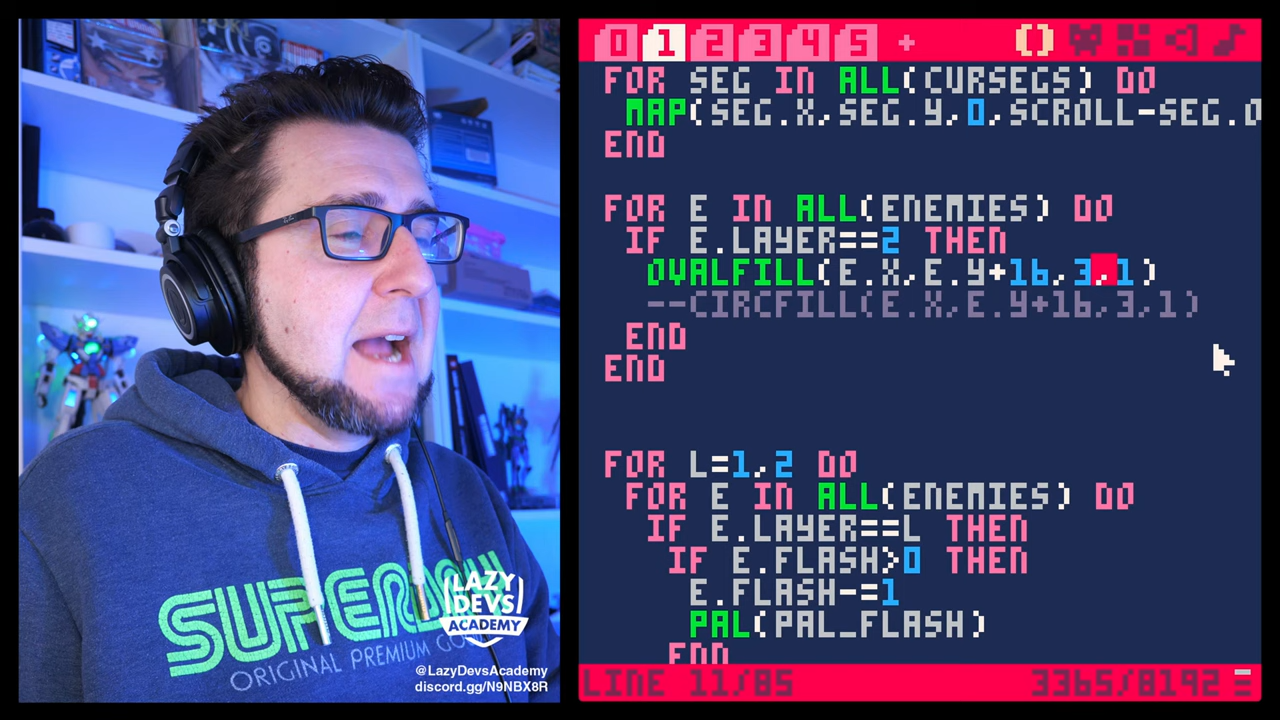 0 1 2 3 4 5 +
FOR SEG IN ALL(CURSEGS) DO
MAP(SEG.X,SEG.Y,0,SCROLL-SEG.O
END
FOR E IN ALL(ENEMIES) DO
IF E.LAYER==2 THEN
OVALFILL(E.X,E.Y+16,3,1)
--CIRCFILL(E.X,E.Y+16,3,1)
END
END
FOR L=1,2 DO
FOR E IN ALL(ENEMIES) DO
IF E.LAYER==L THEN
IF E.FLASH>0 THEN
E.FLASH-=1
PAL(PAL_FLASH)
END
LINE 11/85
3365/8192
ORIGINAL PREMIUM
LAZY
DEVS
ACADEMY
@LazyDevsAcademy
discord.gg/N9NBX8R